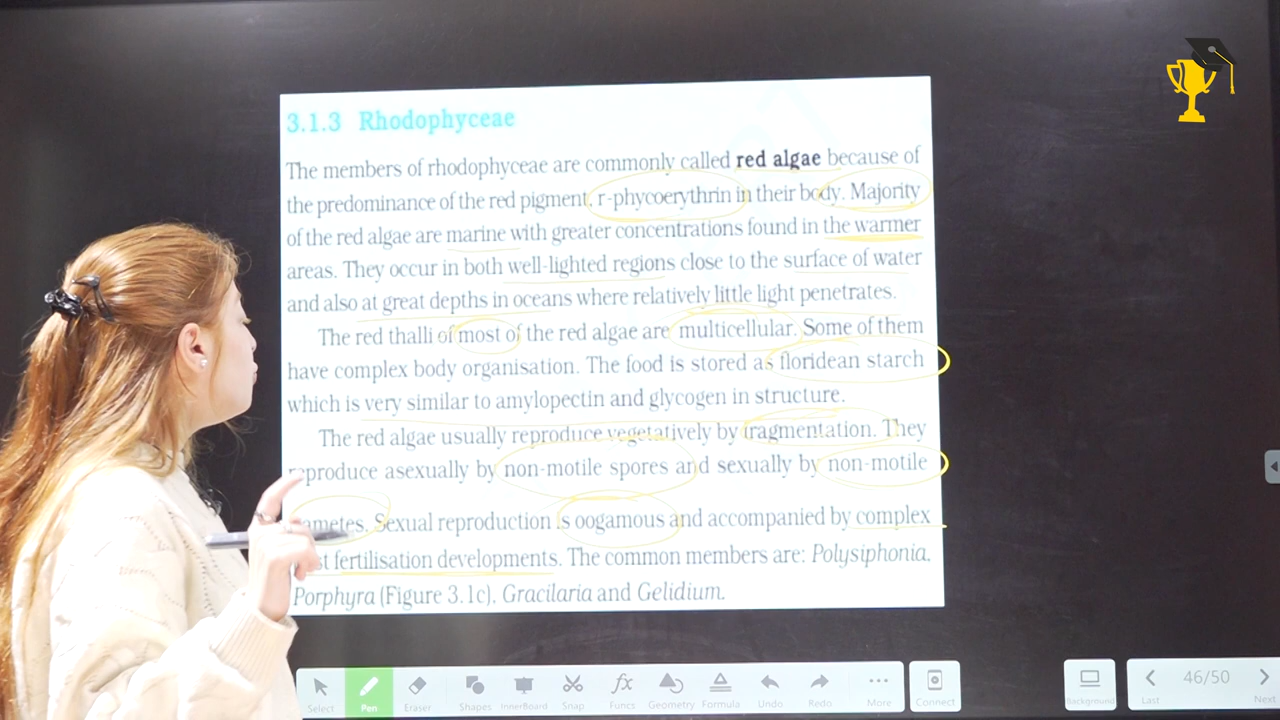 3.1.3 Rhodophyceae
The members of rhodophyceae are commonly called red algae because of
the predominance of the red pigment, r-phycoerythrin in their body. Majority
of the red algae are marine with greater concentrations found in the warmer
areas. They occur in both well-lighted regions close to the surface of water
and also at great depths in oceans where relatively little light penetrates.
The red thalli of most of the red algae are multicellular. Some of them
have complex body organisation. The food is stored as floridean starch
which is very similar to amylopectin and glycogen in structure.
The red algae usually reproduce vegetatively by fragmentation. They
reproduce asexually by non-motile spores and sexually by non-motile
Sexual reproduction is oogamous and accompanied by complex
fertilisation developments. The common members are: Polysiphonia,
Porphyra (Figure 3.1c), Gracilaria and Gelidium.
Select Pen Eraser Shapes InnerBoard Snap Funcs Geometry Formula Undo Redo More Connect Background Last 46/50 Next